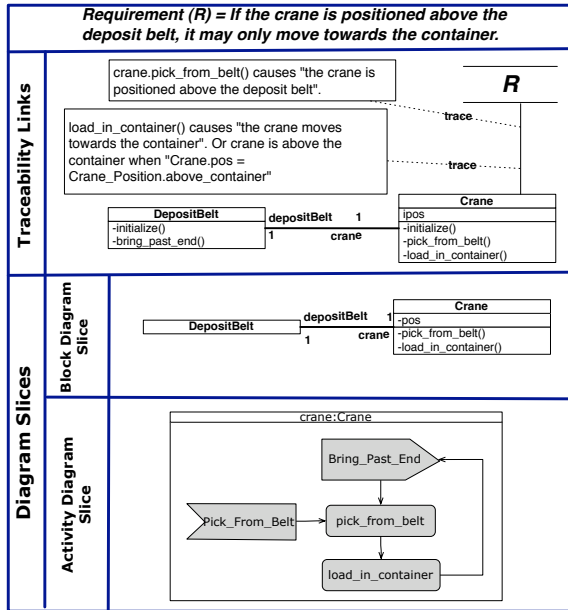 Requirement (R) = If the crane is positioned above the
deposit belt, it may only move towards the container.
Traceability Links
crane.pick_from_belt() causes "the crane is
positioned above the deposit belt".
R
trace
load_in_container() causes "the crane moves
towards the container". Or crane is above the
container when "Crane.pos =
Crane_Position.above_container"
trace
DepositBelt
-initialize()
-bring_past_end()
depositBelt 1
1 crane
Crane
ipos
-initialize()
-pick_from_belt()
-load_in_container()
Diagram Slices
Block Diagram
Slice
DepositBelt
depositBelt 1
1 crane
Crane
-pos
-pick_from_belt()
-load_in_container()
Activity Diagram
Slice
crane:Crane
Bring_Past_End
Pick_From_Belt
pick_from_belt
load_in_container